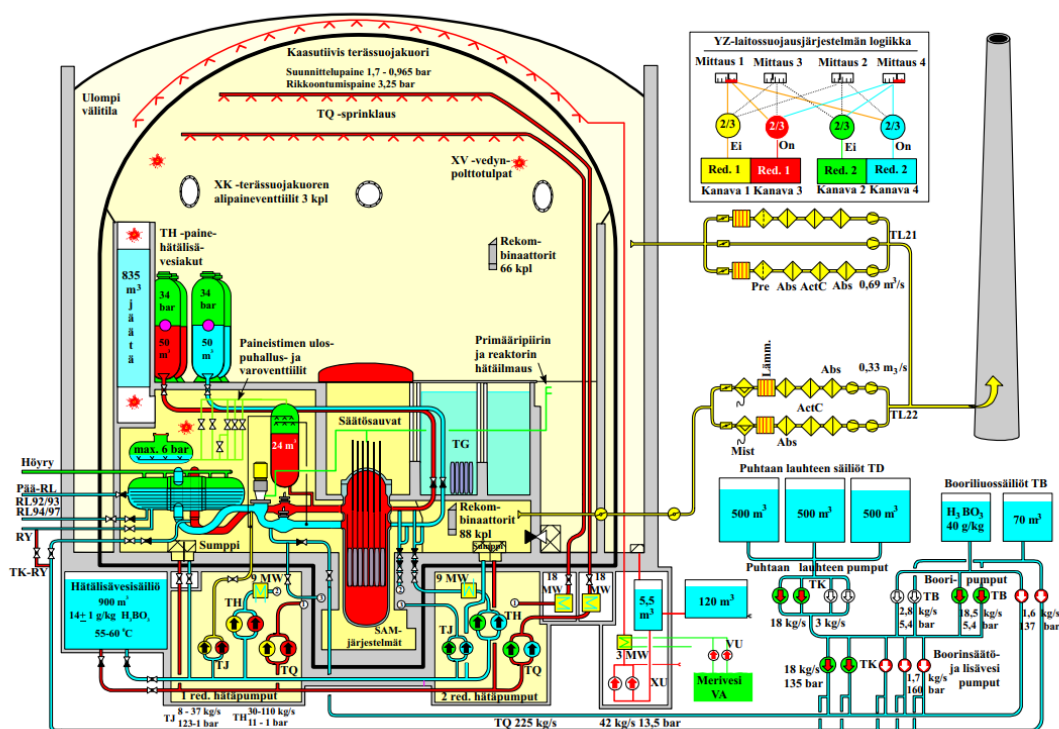 Kaasutiivis terässuojakuori
Suunnittelupaine 1,7 - 0,965 bar
Rikkoontumispaine 3,25 bar
Ulompi
välitila
TQ -sprinklaus
XV -vedyn-
polttotulpat
XK -terässuojakuoren
alipaineventtiilit 3 kpl
TH -paine-
hätälisä-
vesiakut
Rekom-
binaattorit
66 kpl
835
m³
j
ä
ä
t
ä
34
bar
50
m³
34
bar
50
m³
Paineistimen ulos-
puhallus- ja
varoventtiilit
Primääripiirin
ja reaktorin
hätäilmaus
Säätösauvat
24 m³
TG
max. 6 bar
Höyry
Pää-RL
RL92/93
RL94/97
RY
TK-RY
Sumppi
Rekom-
binaattorit
88 kpl
Sumppi
Hätälisävesisäiliö
900 m³
14± 1 g/kg H₃BO₃
55-60 °C
9 MW
2
3
TH
TJ
TQ
1
1 red. hätäpumput
SAM-
järjestelmät
9 MW
3
2
1
TH
TJ
TQ
2 red. hätäpumput
18
MW
18
MW
TJ
8 - 37 kg/s
123-1 bar
TH
30-110 kg/s
11 - 1 bar
TQ 225 kg/s
42 kg/s 13,5 bar
5,5
m³
120 m³
3 MW
XU
VU
Merivesi
VA
YZ-laitossuojausjärjestelmän logiikka
Mittaus 1
Mittaus 3
Mittaus 2
Mittaus 4
2/3
2/3
2/3
2/3
Ei
On
Ei
On
Red. 1
Red. 1
Red. 2
Red. 2
Kanava 1
Kanava 3
Kanava 2
Kanava 4
TL21
Pre
Abs
ActC
Abs
0,69 m³/s
Lämm.
Abs
0,33 m₃/s
ActC
TL22
Abs
Mist
Puhtaan lauhteen säiliöt TD
500 m³
500 m³
500 m³
Booriliuossäiliöt TB
H₃BO₃
40 g/kg
70 m³
Puhtaan lauhteen pumput
TK
18 kg/s
3 kg/s
Boori- pumput
TB
2,8
5,4
kg/s
bar
18,5
5,4
TB
kg/s
bar
1,6
137
kg/s
bar
18 kg/s
135 bar
TK
1,7
160
kg/s
bar
Boorinsäätö-
ja lisävesi
pumput